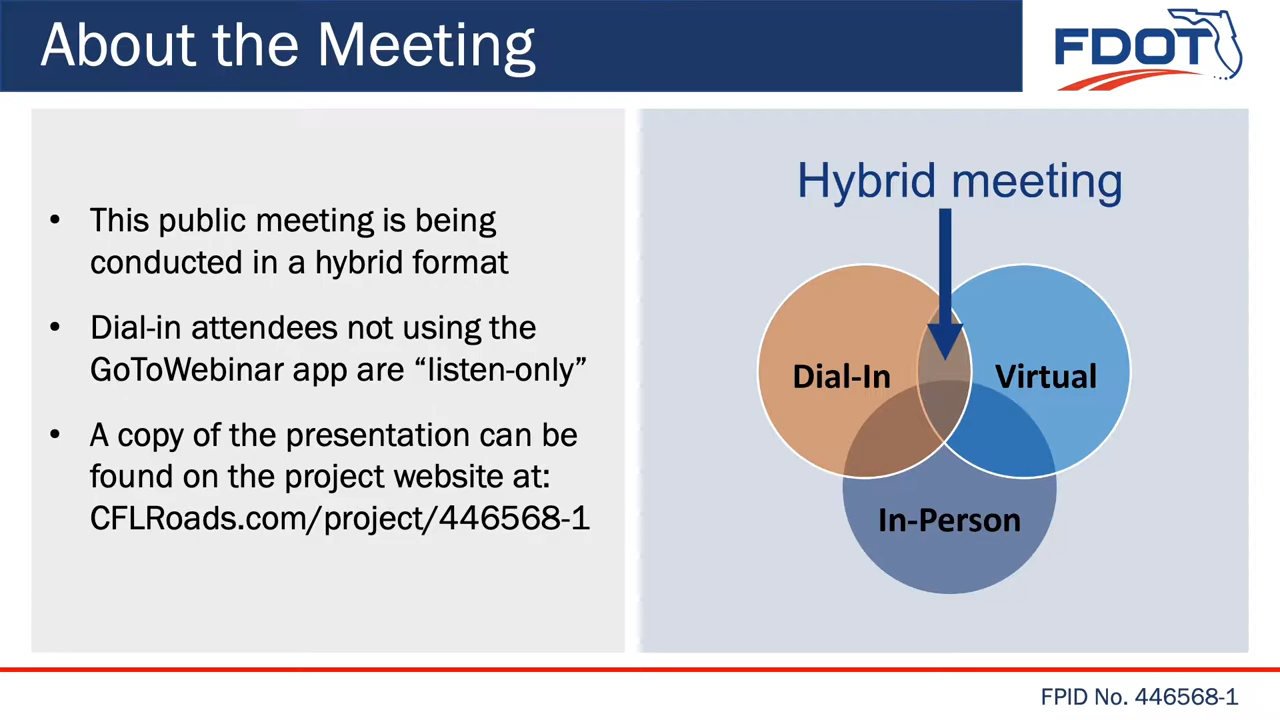 About the Meeting
FDOT
• This public meeting is being
conducted in a hybrid format
• Dial-in attendees not using the
GoToWebinar app are “listen-only”
• A copy of the presentation can be
found on the project website at:
CFLRoads.com/project/446568-1
Hybrid meeting
Dial-In
Virtual
In-Person
FPID No. 446568-1